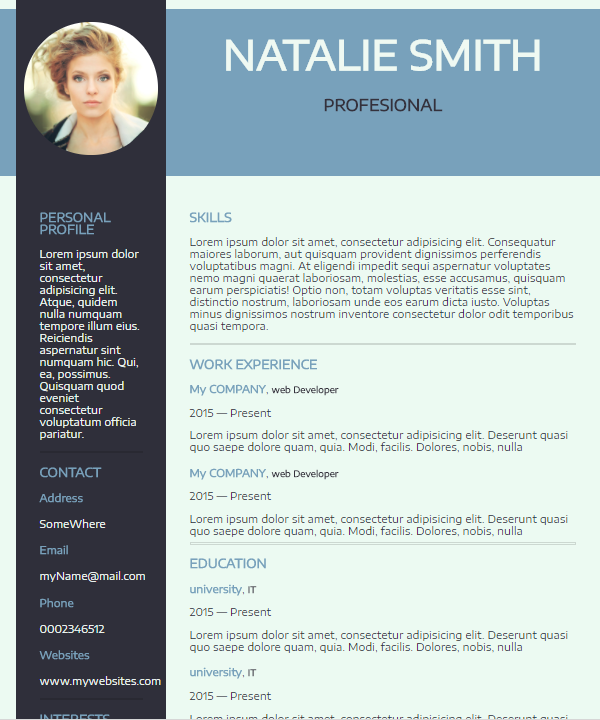 NATALIE SMITH
PROFESIONAL
PERSONAL
PROFILE
Lorem ipsum dolor
sit amet,
consectetur
adipisicing elit.
Atque, quidem
nulla numquam
tempore illum eius.
Reiciendis
aspernatur sint
numquam hic. Qui,
ea, possimus.
Quisquam quod
eveniet
consectetur
voluptatum officia
pariatur.
CONTACT
Address
SomeWhere
Email
myName@mail.com
Phone
0002346512
Websites
www.mywebsites.com
INTERESTS
SKILLS
Lorem ipsum dolor sit amet, consectetur adipisicing elit. Consequatur
maiores laborum, aut quisquam provident dignissimos perferendis
voluptatibus magni. At eligendi impedit sequi aspernatur voluptates
nemo magni quaerat laboriosam, molestias, esse accusamus, quisquam
earum perspiciatis! Optio non, totam voluptas veritatis esse sint,
distinctio nostrum, laboriosam unde eos earum dicta iusto. Voluptas
minus dignissimos nostrum inventore consectetur dolor odit temporibus
quasi tempora.
WORK EXPERIENCE
My COMPANY, web Developer
2015 — Present
Lorem ipsum dolor sit amet, consectetur adipisicing elit. Deserunt quasi
quo saepe dolore quam, quia. Modi, facilis. Dolores, nobis, nulla
My COMPANY, web Developer
2015 — Present
Lorem ipsum dolor sit amet, consectetur adipisicing elit. Deserunt quasi
quo saepe dolore quam, quia. Modi, facilis. Dolores, nobis, nulla
EDUCATION
university, IT
2015 — Present
Lorem ipsum dolor sit amet, consectetur adipisicing elit. Deserunt quasi
quo saepe dolore quam, quia. Modi, facilis. Dolores, nobis, nulla
university, IT
2015 — Present